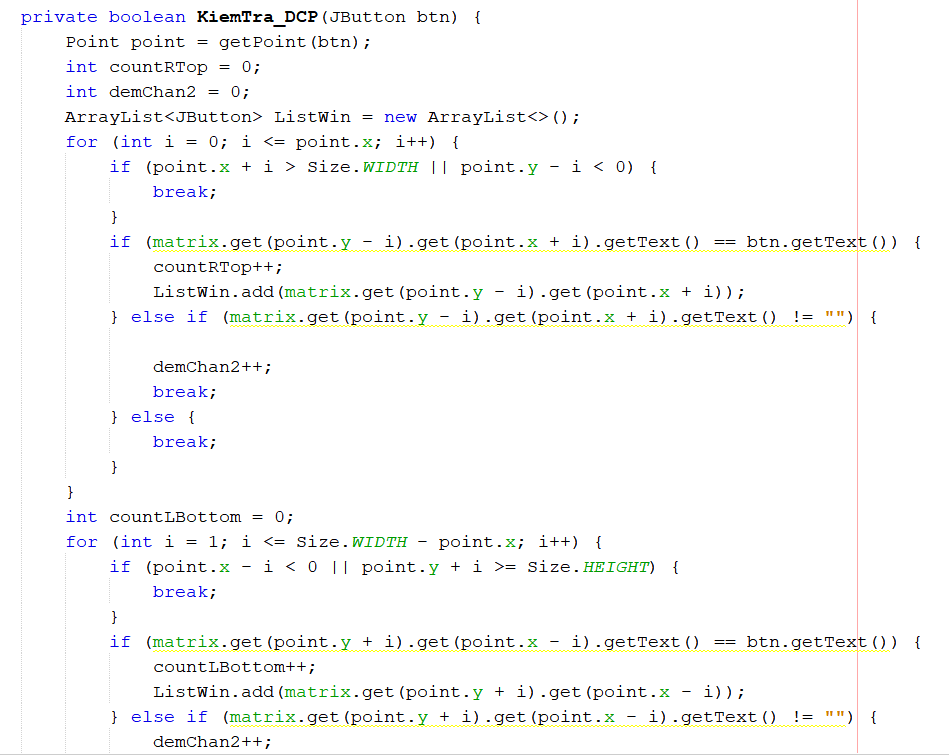 private boolean KiemTra_DCP(JButton btn) {
Point point = getPoint(btn);
int countRTop = 0;
int demChan2 = 0;
ArrayList<JButton> ListWin = new ArrayList<>();
for (int i = 0; i <= point.x; i++) {
if (point.x + i > Size.WIDTH || point.y - i < 0) {
break;
}
if (matrix.get(point.y - i).get(point.x + i).getText() == btn.getText()) {
countRTop++;
ListWin.add(matrix.get(point.y - i).get(point.x + i));
} else if (matrix.get(point.y - i).get(point.x + i).getText() != "") {
demChan2++;
break;
} else {
break;
}
}
int countLBottom = 0;
for (int i = 1; i <= Size.WIDTH - point.x; i++) {
if (point.x - i < 0 || point.y + i >= Size.HEIGHT) {
break;
}
if (matrix.get(point.y + i).get(point.x - i).getText() == btn.getText()) {
countLBottom++;
ListWin.add(matrix.get(point.y + i).get(point.x - i));
} else if (matrix.get(point.y + i).get(point.x - i).getText() != "") {
demChan2++;